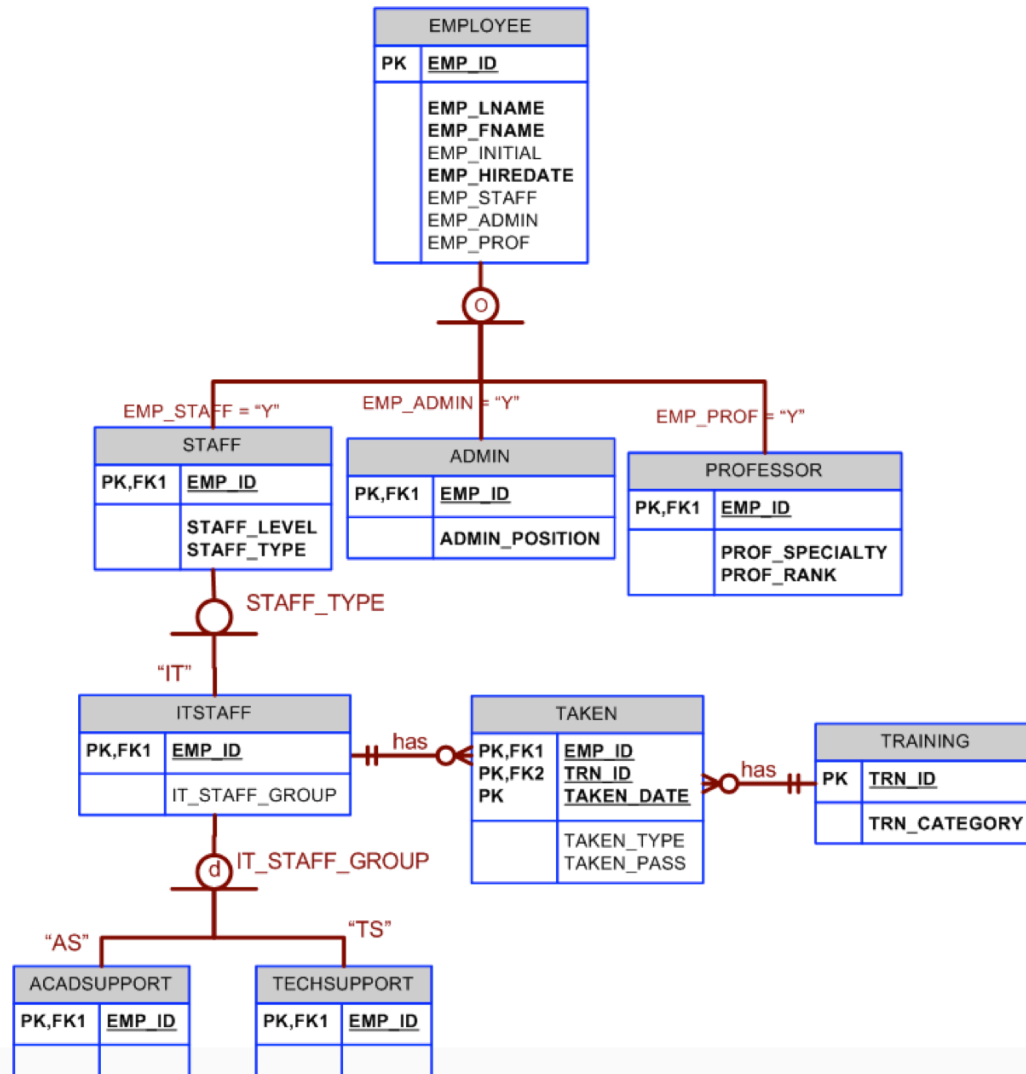 EMPLOYEE
PK EMP_ID
EMP_LNAME
EMP_FNAME
EMP_INITIAL
EMP_HIREDATE
EMP_STAFF
EMP_ADMIN
EMP_PROF
O
EMP_STAFF = “Y”
EMP_ADMIN = “Y”
EMP_PROF = “Y”
STAFF
PK,FK1 EMP_ID
STAFF_LEVEL
STAFF_TYPE
ADMIN
PK,FK1 EMP_ID
ADMIN_POSITION
PROFESSOR
PK,FK1 EMP_ID
PROF_SPECIALTY
PROF_RANK
STAFF_TYPE
“IT”
ITSTAFF
PK,FK1 EMP_ID
IT_STAFF_GROUP
has
TAKEN
PK,FK1 EMP_ID
PK,FK2 TRN_ID
PK TAKEN_DATE
TAKEN_TYPE
TAKEN_PASS
has
TRAINING
PK TRN_ID
TRN_CATEGORY
d IT_STAFF_GROUP
“AS”
“TS”
ACADSUPPORT
PK,FK1 EMP_ID
TECHSUPPORT
PK,FK1 EMP_ID